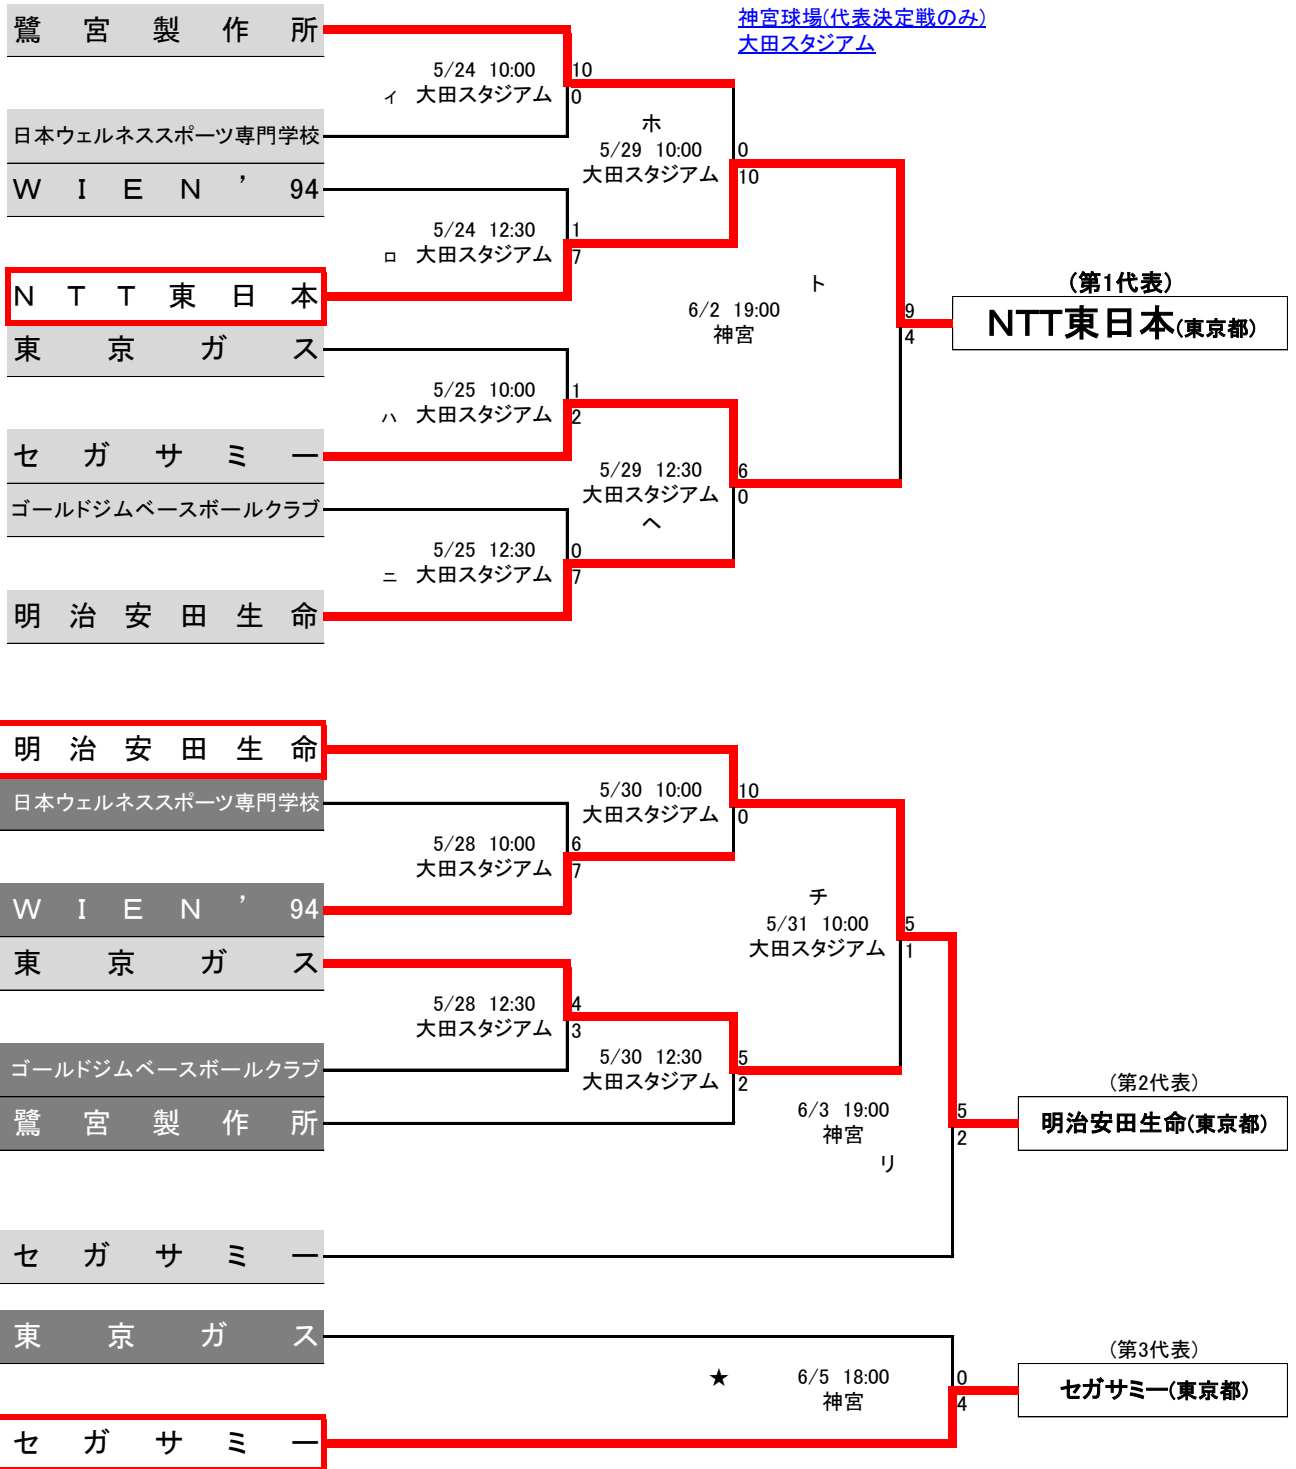 神宮球場(代表決定戦のみ)
大田スタジアム
鷺宮製作所
5/24 10:00 10
イ 大田スタジアム 0
日本ウェルネススポーツ専門学校
ホ
5/29 10:00 0
大田スタジアム 10
WIEN’94
5/24 12:30 1
ロ 大田スタジアム 7
NTT東日本
ト
6/2 19:00 9
神宮 4
(第1代表)
NTT東日本(東京都)
東京ガス
5/25 10:00 1
ハ 大田スタジアム 2
セガサミー
5/29 12:30 6
大田スタジアム 0
ヘ
ゴールドジムベースボールクラブ
5/25 12:30 0
ニ 大田スタジアム 7
明治安田生命
明治安田生命
5/30 10:00 10
大田スタジアム 0
日本ウェルネススポーツ専門学校
5/28 10:00 6
大田スタジアム 7
WIEN’94
チ
5/31 10:00 5
大田スタジアム 1
東京ガス
5/28 12:30 4
大田スタジアム 3
ゴールドジムベースボールクラブ
5/30 12:30 5
大田スタジアム 2
鷺宮製作所
6/3 19:00 5
神宮 2
リ
(第2代表)
明治安田生命(東京都)
セガサミー
東京ガス
★ 6/5 18:00 0
神宮 4
(第3代表)
セガサミー(東京都)
セガサミー